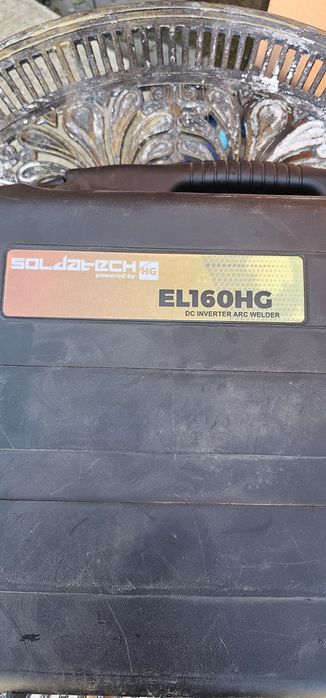 SOLDATECH
powered by HG
EL160HG
DC INVERTER ARC WELDER